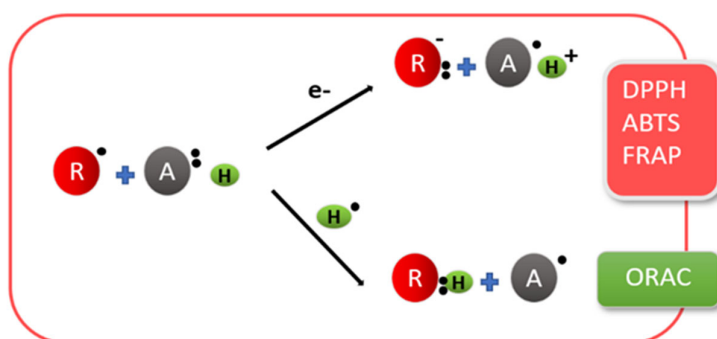 R• + A: H
e-
H•
R:- + A• H+
R:H + A•
DPPH
ABTS
FRAP
ORAC